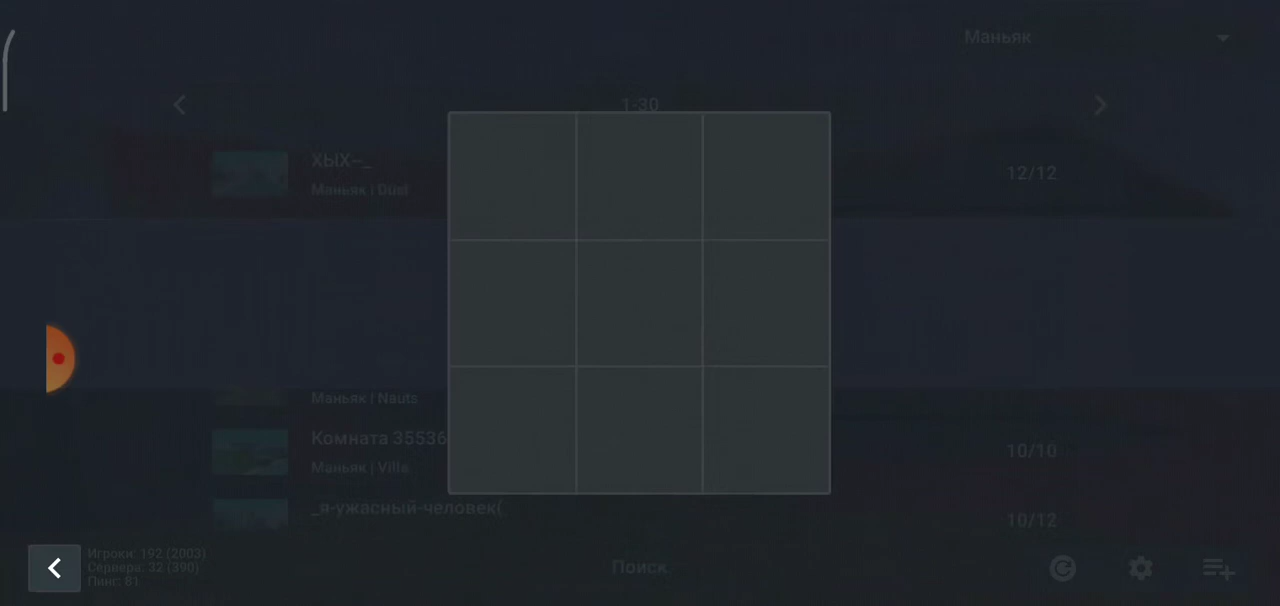 Маньяк
1-30
ХЫХ~_
Маньяк | Dust
12/12
Маньяк | Nauts
Комната 35536
Маньяк | Villa
10/10
_я-ужасный-человек(
10/12
Игроки: 192 (2003)
Сервера: 32 (390)
Пинг: 81
Поиск